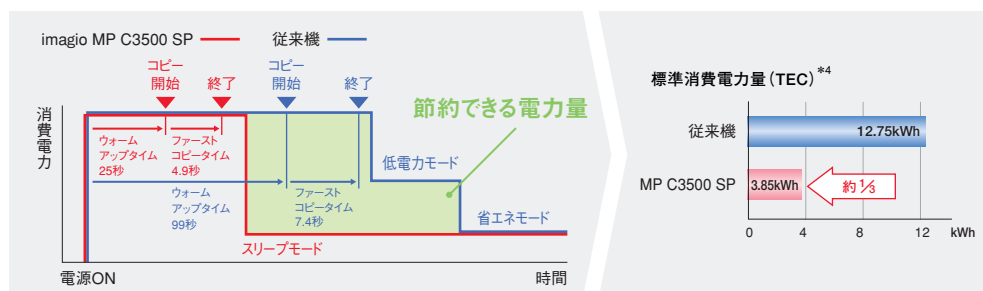 imagio MP C3500 SP
従来機
コピー
開始
終了
コピー
開始
終了
消費電力
節約できる電力量
ウォーム
アップタイム
25秒
ファースト
コピータイム
4.9秒
低電力モード
ウォーム
アップタイム
99秒
ファースト
コピータイム
7.4秒
省エネモード
スリープモード
電源ON
時間
標準消費電力量(TEC)*4
従来機
12.75kWh
MP C3500 SP
3.85kWh
約1/3
0 4 8 12 kWh